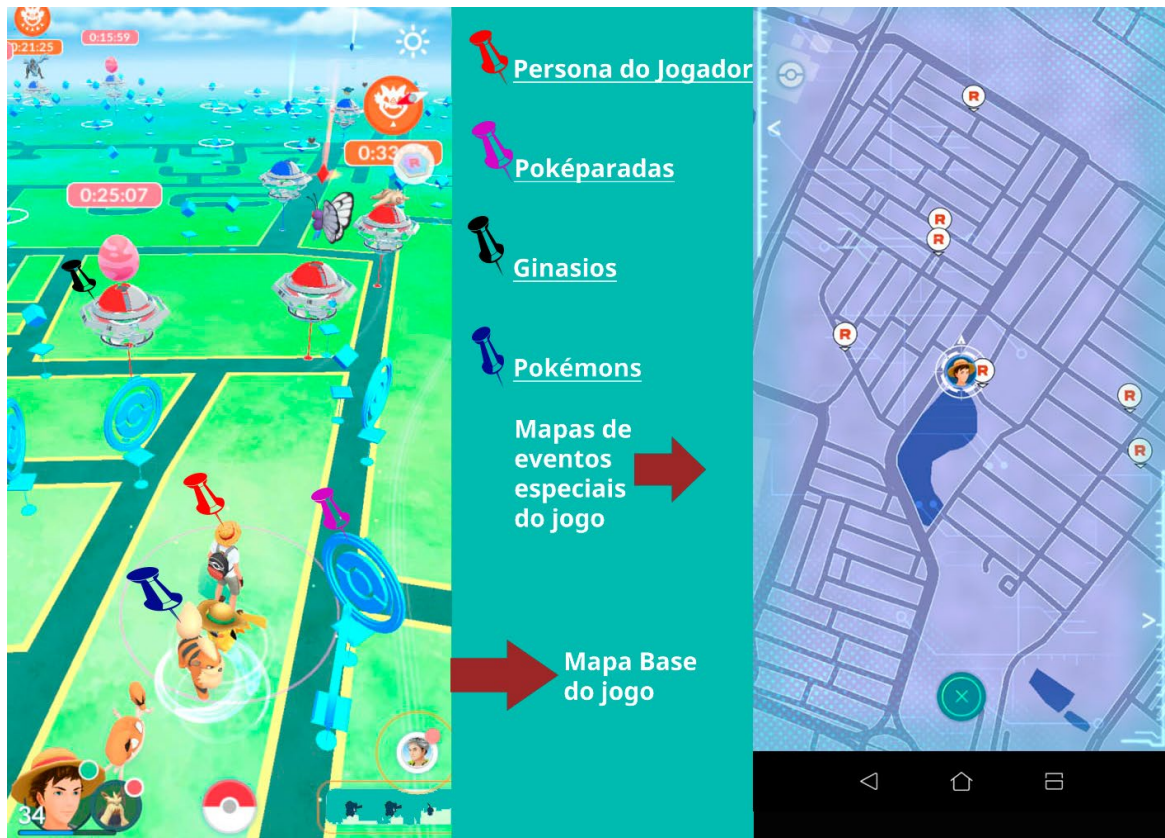 0:21:25
0:15:59
0:33
R
0:25:07
34
Persona do Jogador
Poképaradas
Ginasios
Pokémons
Mapas de
eventos
especiais
do jogo
Mapa Base
do jogo
R
R
R
R
R
R
R